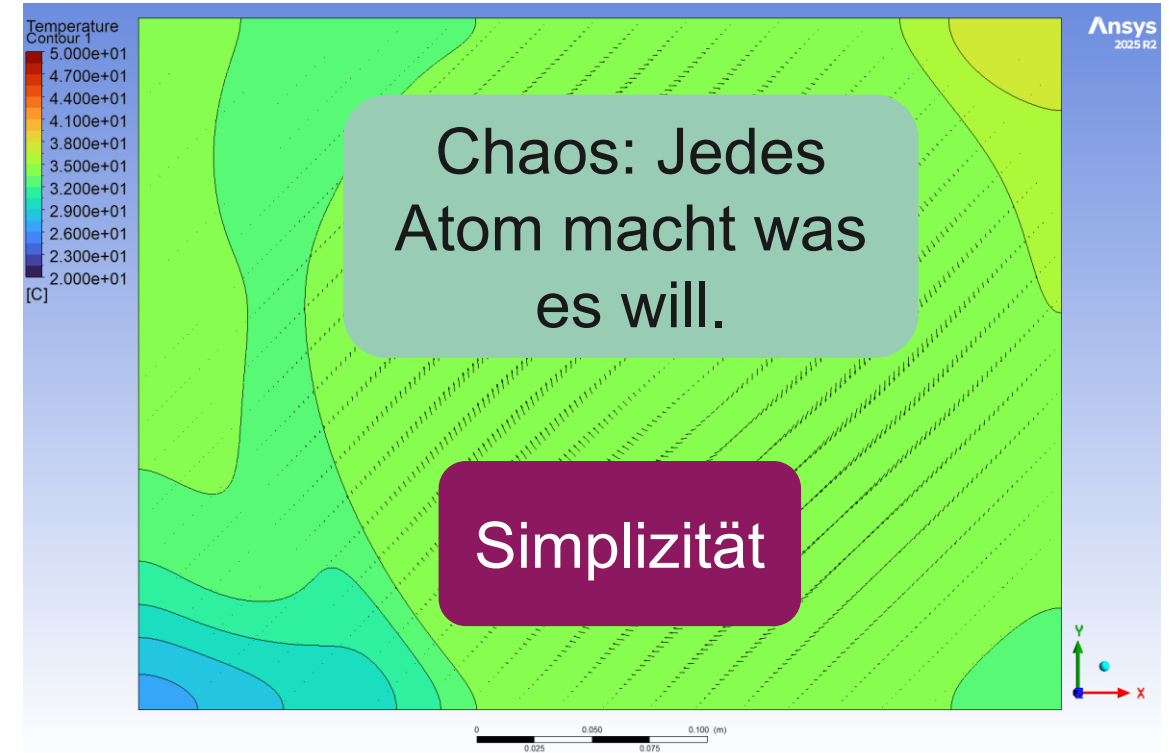 Temperature
Contour 1
5.000e+01
4.700e+01
4.400e+01
4.100e+01
3.800e+01
3.500e+01
3.200e+01
2.900e+01
2.600e+01
2.300e+01
2.000e+01
[C]
Ansys
2025 R2
Chaos: Jedes
Atom macht was
es will.
Simplizität
Y
X
0 0.050 0.100 (m)
0.025 0.075